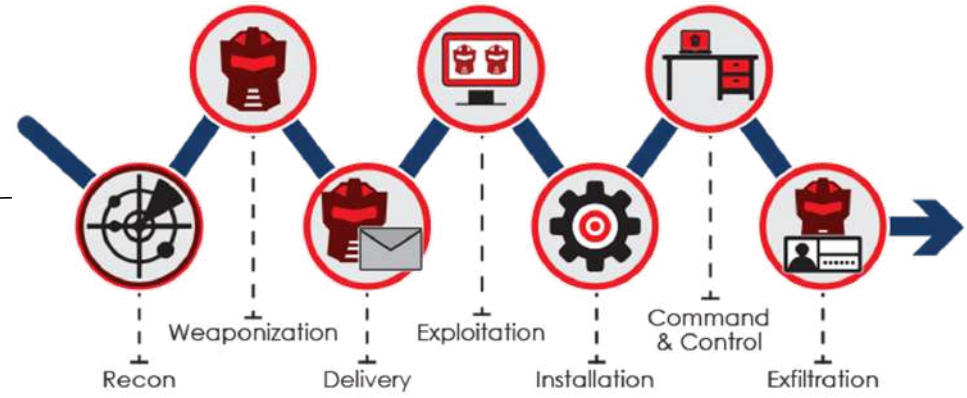 Recon
Weaponization
Delivery
Exploitation
Installation
Command
& Control
Exfiltration